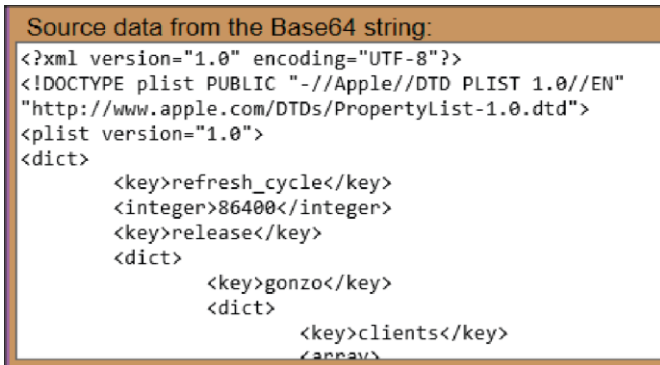 Source data from the Base64 string:
<?xml version="1.0" encoding="UTF-8"?>
<!DOCTYPE plist PUBLIC "-//Apple//DTD PLIST 1.0//EN"
"http://www.apple.com/DTDs/PropertyList-1.0.dtd">
<plist version="1.0">
<dict>
        <key>refresh_cycle</key>
        <integer>86400</integer>
        <key>release</key>
        <dict>
                <key>gonzo</key>
                <dict>
                        <key>clients</key>
                        <array>